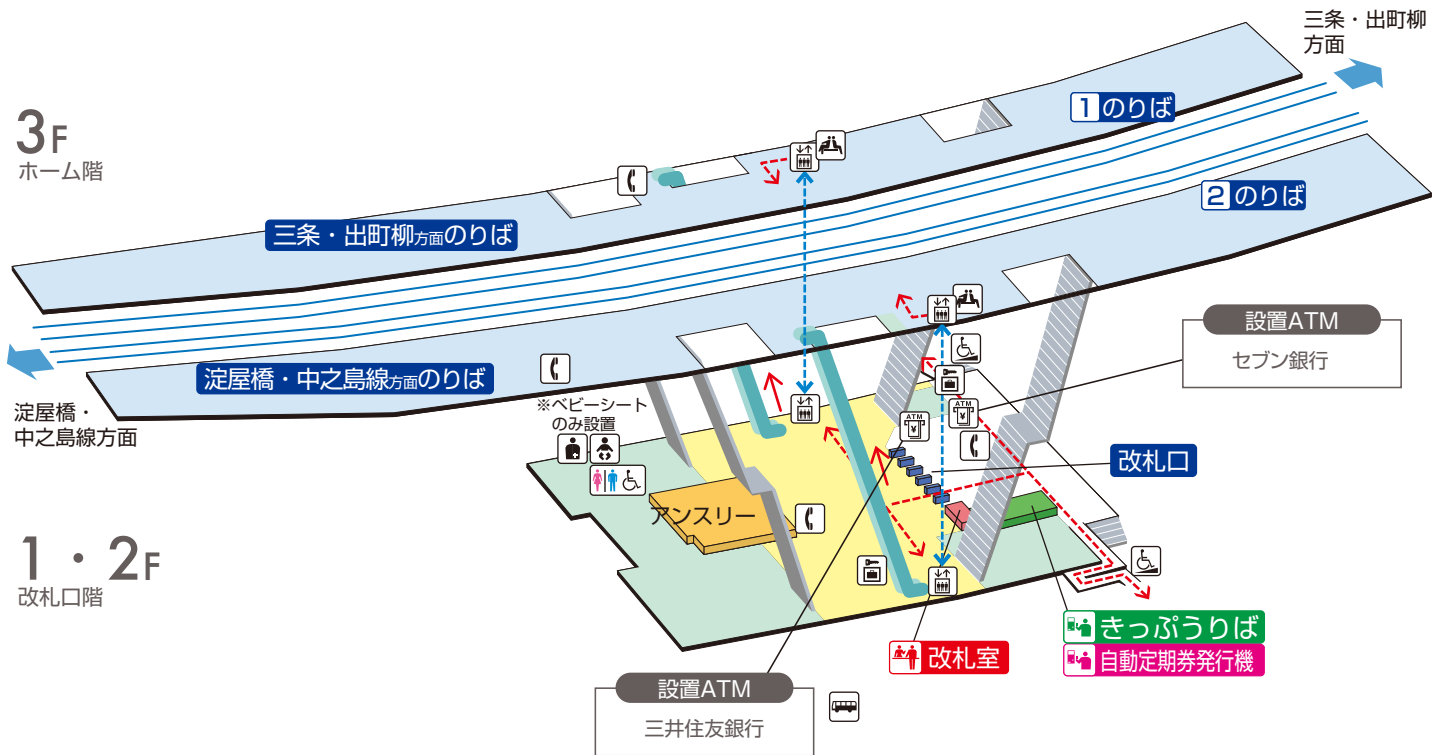 三条・出町柳
方面
3F
ホーム階
1 のりば
2 のりば
三条・出町柳方面のりば
淀屋橋・中之島線方面のりば
淀屋橋・
中之島線方面
設置ATM
セブン銀行
※ベビーシート
のみ設置
ATM
¥
ATM
¥
改札口
アンスリー
1・2F
改札口階
きっぷうりば
自動定期券発行機
改札室
設置ATM
三井住友銀行